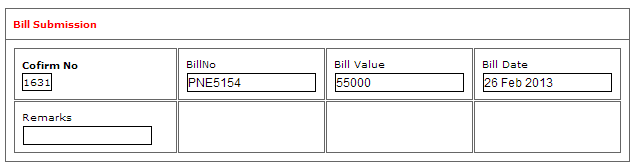 Bill Submission
Cofirm No BillNo Bill Value Bill Date
1631 PNE5154 55000 26 Feb 2013
Remarks